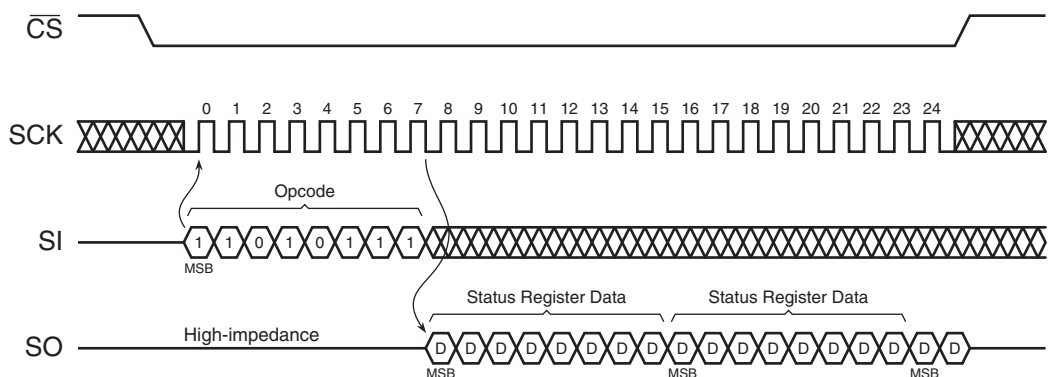 C̅S̅
0 1 2 3 4 5 6 7 8 9 10 11 12 13 14 15 16 17 18 19 20 21 22 23 24
SCK
Opcode
SI 1 1 0 1 0 1 1 1
MSB
Status Register Data Status Register Data
High-impedance
SO D D D D D D D D D D D D D D D D D D
MSB MSB MSB